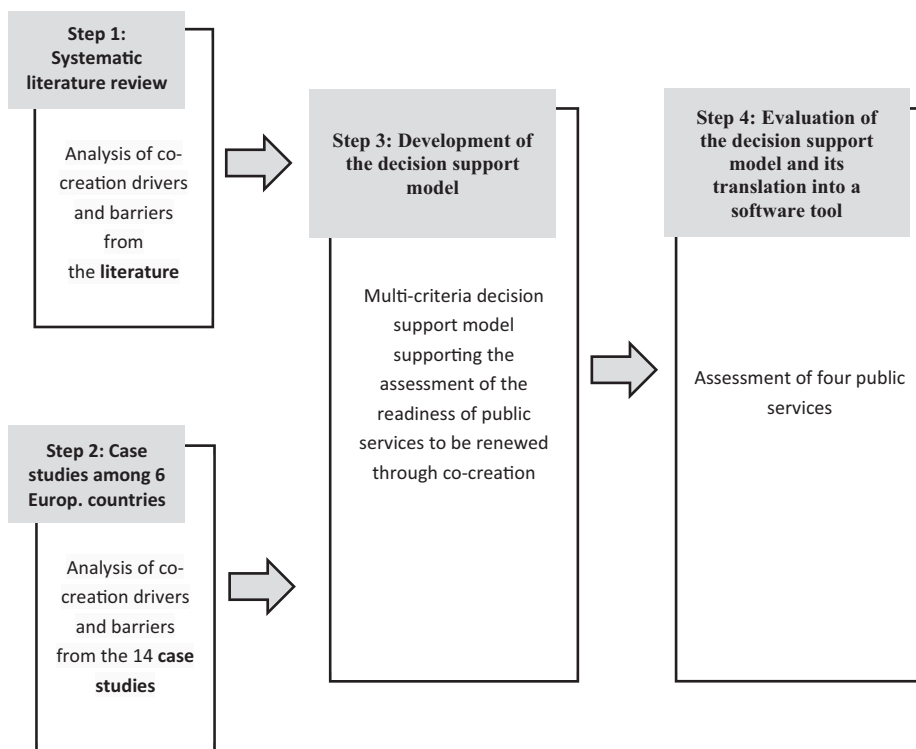 Step 1:
Systematic
literature review
Analysis of co-
creation drivers
and barriers
from
the literature
Step 2: Case
studies among 6
Europ. countries
Analysis of co-
creation drivers
and barriers
from the 14 case
studies
Step 3: Development of
the decision support
model
Multi-criteria decision
support model
supporting the
assessment of the
readiness of public
services to be renewed
through co-creation
Step 4: Evaluation of
the decision support
model and its
translation into a
software tool
Assessment of four public
services